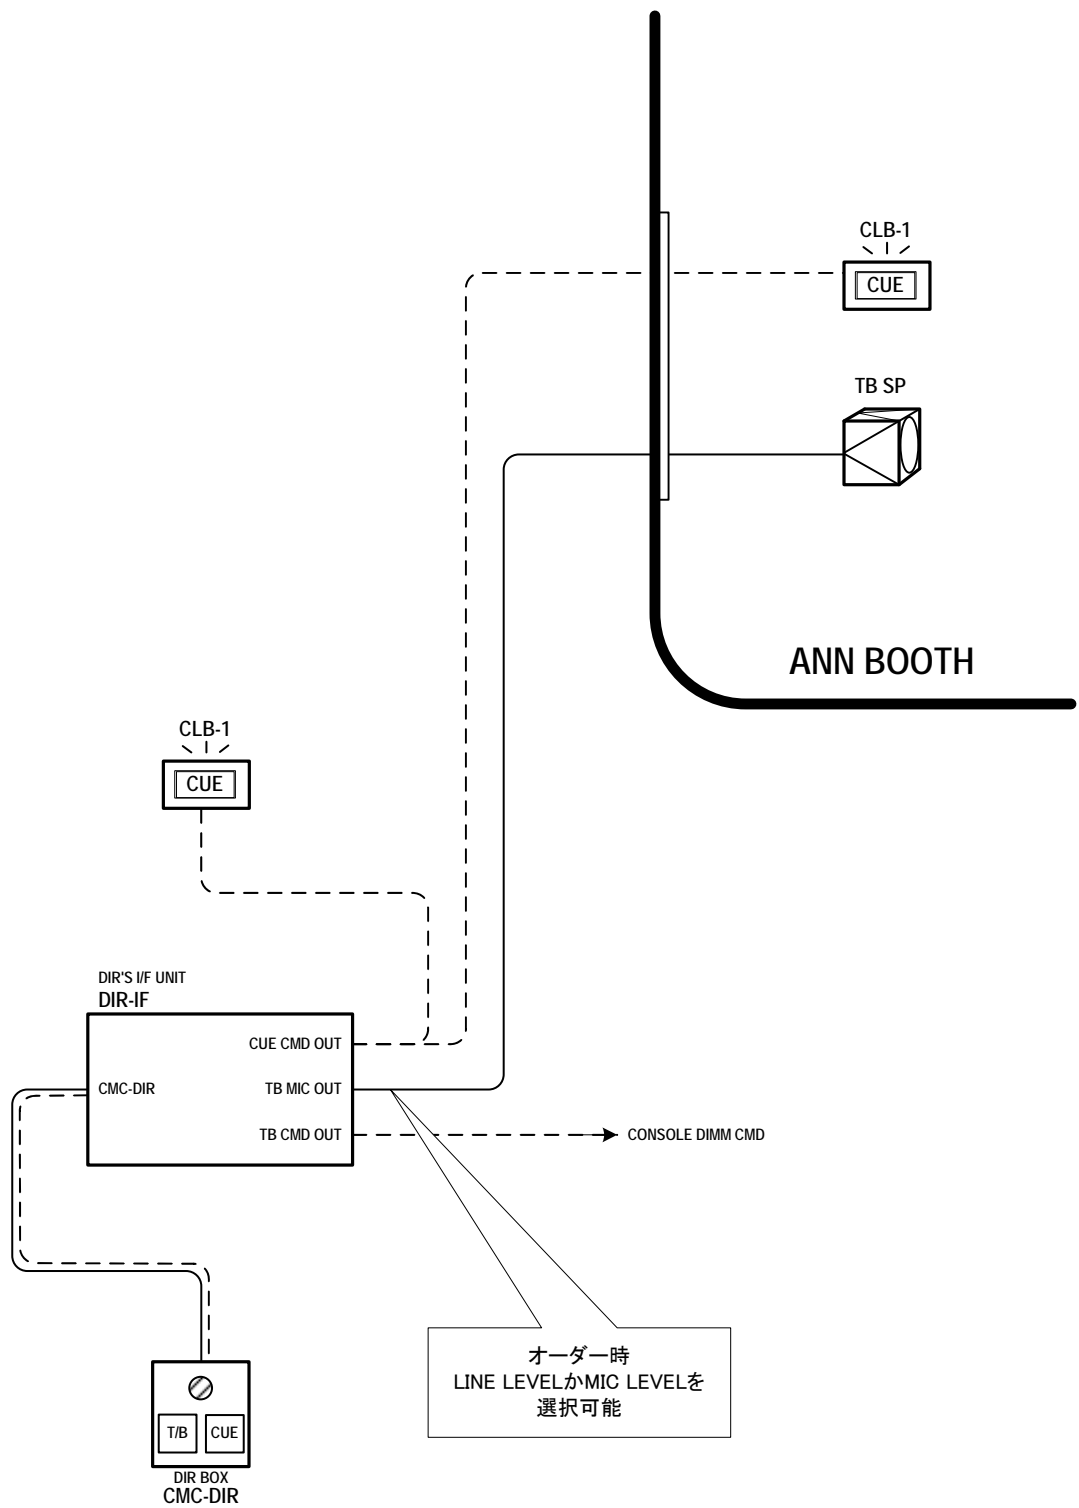 CLB-1
CUE
TB SP
ANN BOOTH
CLB-1
CUE
DIR'S I/F UNIT
DIR-IF
CUE CMD OUT
CMC-DIR
TB MIC OUT
TB CMD OUT
CONSOLE DIMM CMD
オーダー時
LINE LEVELかMIC LEVELを
選択可能
T/B
CUE
DIR BOX
CMC-DIR